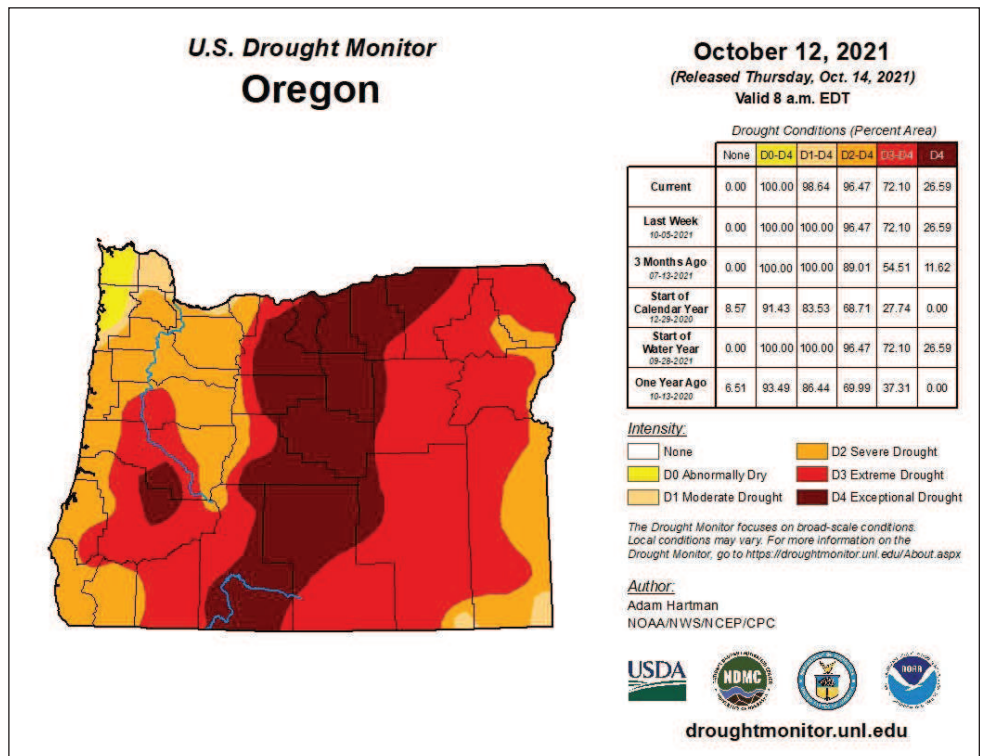 U.S. Drought Monitor
Oregon
October 12, 2021
(Released Thursday, Oct. 14, 2021)
Valid 8 a.m. EDT
Drought Conditions (Percent Area)
None D0-D4 D1-D4 D2-D4 D3-D4 D4
Current 0.00 100.00 98.64 96.47 72.10 26.59
Last Week
10-05-2021
0.00 100.00 100.00 96.47 72.10 26.59
3 Months Ago
07-13-2021
0.00 100.00 100.00 89.01 54.51 11.62
Start of
Calendar Year
12-29-2020
8.57 91.43 83.53 68.71 27.74 0.00
Start of
Water Year
09-28-2021
0.00 100.00 100.00 96.47 72.10 26.59
One Year Ago
10-13-2020
6.51 93.49 86.44 69.99 37.31 0.00
Intensity:
None
D0 Abnormally Dry
D1 Moderate Drought
D2 Severe Drought
D3 Extreme Drought
D4 Exceptional Drought
The Drought Monitor focuses on broad-scale conditions.
Local conditions may vary. For more information on the
Drought Monitor, go to https://droughtmonitor.unl.edu/About.aspx
Author:
Adam Hartman
NOAA/NWS/NCEP/CPC
USDA
NDMC
NOAA
droughtmonitor.unl.edu